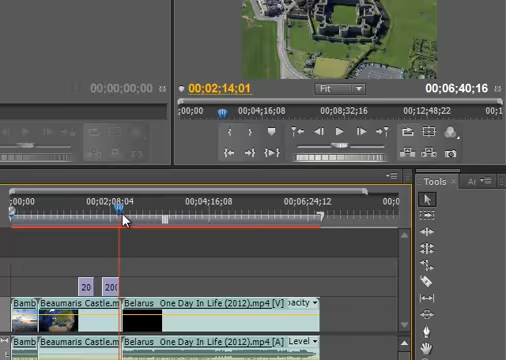 00;00;00;00
00;02;14;01
Fit
00;06;40;16
;00;00
00;04;16;08
00;08;32;16
00;12;48;22
00;1
;00;00
00;02;08;04
00;04;16;08
00;06;24;12
00;0
Tools
20
200
Bamb
Beaumaris Castle.m
Belarus One Day In Life (2012).mp4 [V]
pacity
Bamb
Beaumaris Castle.m
Belarus One Day In Life (2012).mp4 [A]
Level